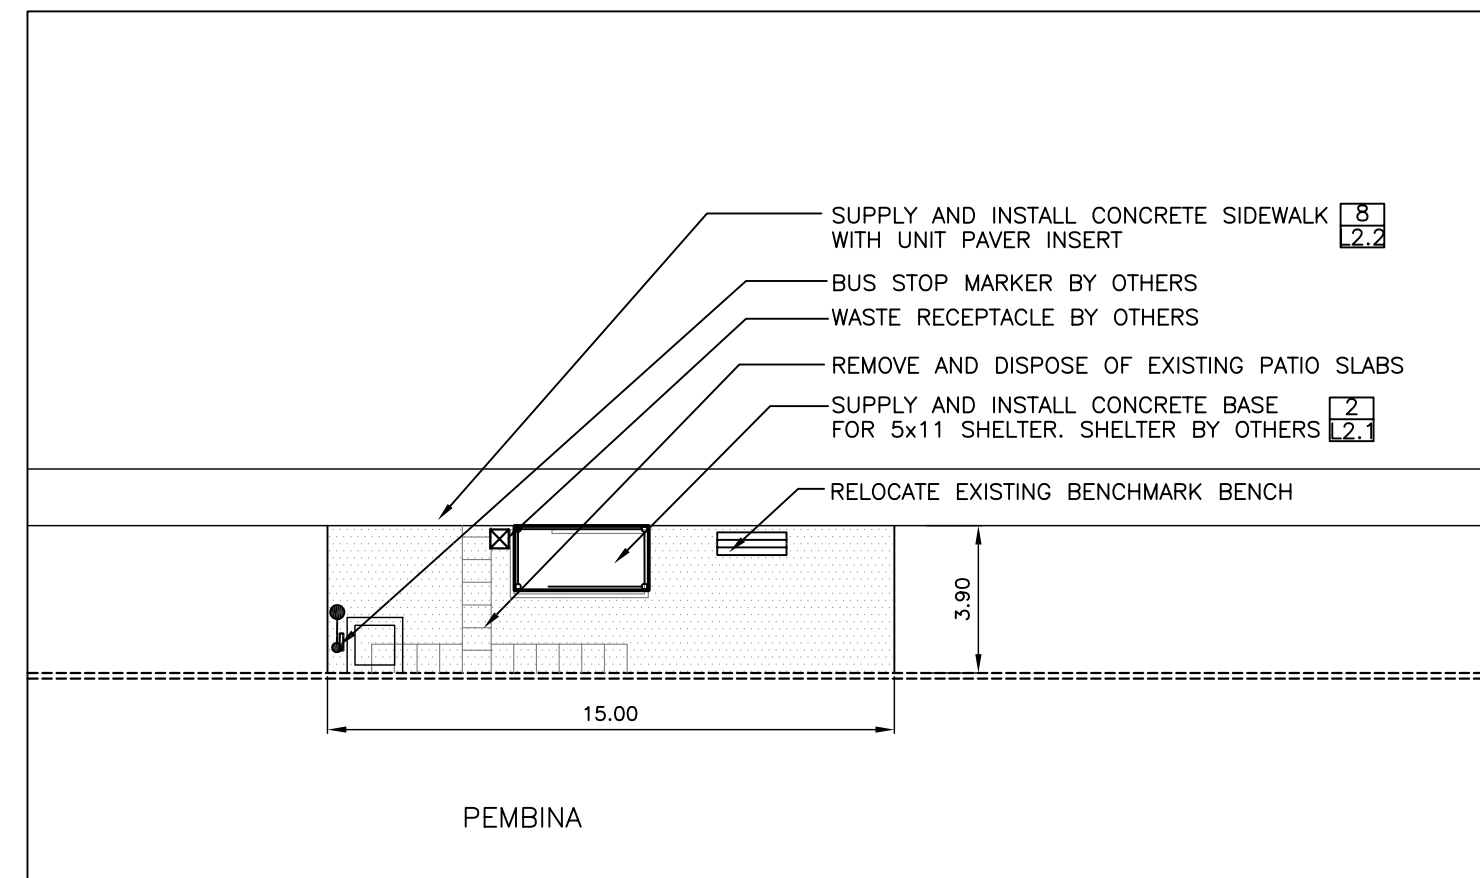 SUPPLY AND INSTALL CONCRETE SIDEWALK 8
WITH UNIT PAVER INSERT L2.2
BUS STOP MARKER BY OTHERS
WASTE RECEPTACLE BY OTHERS
REMOVE AND DISPOSE OF EXISTING PATIO SLABS
SUPPLY AND INSTALL CONCRETE BASE 2
FOR 5x11 SHELTER. SHELTER BY OTHERS L2.1
RELOCATE EXISTING BENCHMARK BENCH
3.90
15.00
PEMBINA